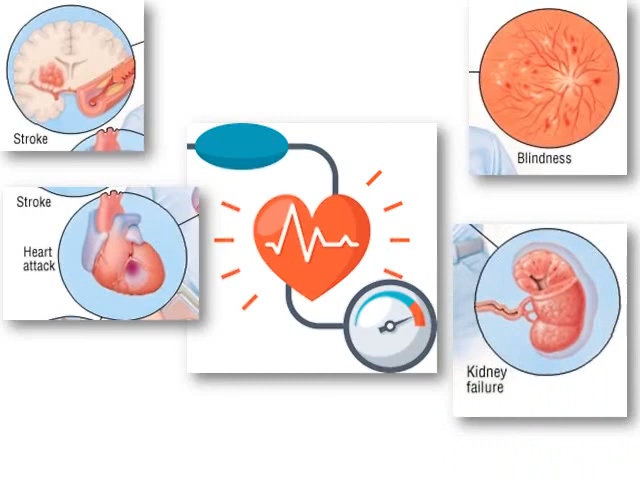 Stroke
Blindness
Stroke
Heart
attack
Kidney
failure